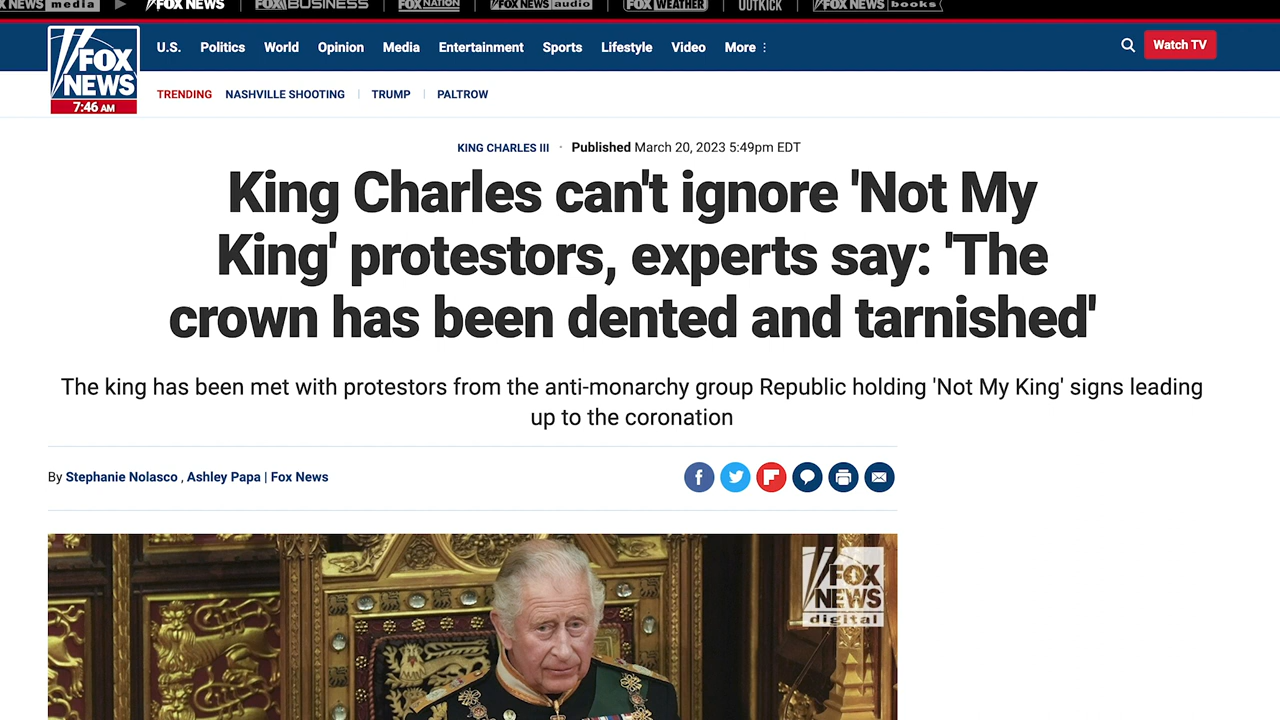 NEWS media FOX NEWS FOX BUSINESS FOX NATION FOX NEWS audio FOX WEATHER OUTKICK FOX NEWS books
FOX NEWS
7:46 AM
U.S. Politics World Opinion Media Entertainment Sports Lifestyle Video More Watch TV
TRENDING NASHVILLE SHOOTING TRUMP PALTROW
KING CHARLES III · Published March 20, 2023 5:49pm EDT
King Charles can't ignore 'Not My
King' protestors, experts say: 'The
crown has been dented and tarnished'
The king has been met with protestors from the anti-monarchy group Republic holding 'Not My King' signs leading
up to the coronation
By Stephanie Nolasco , Ashley Papa | Fox News
FOX
NEWS
digital